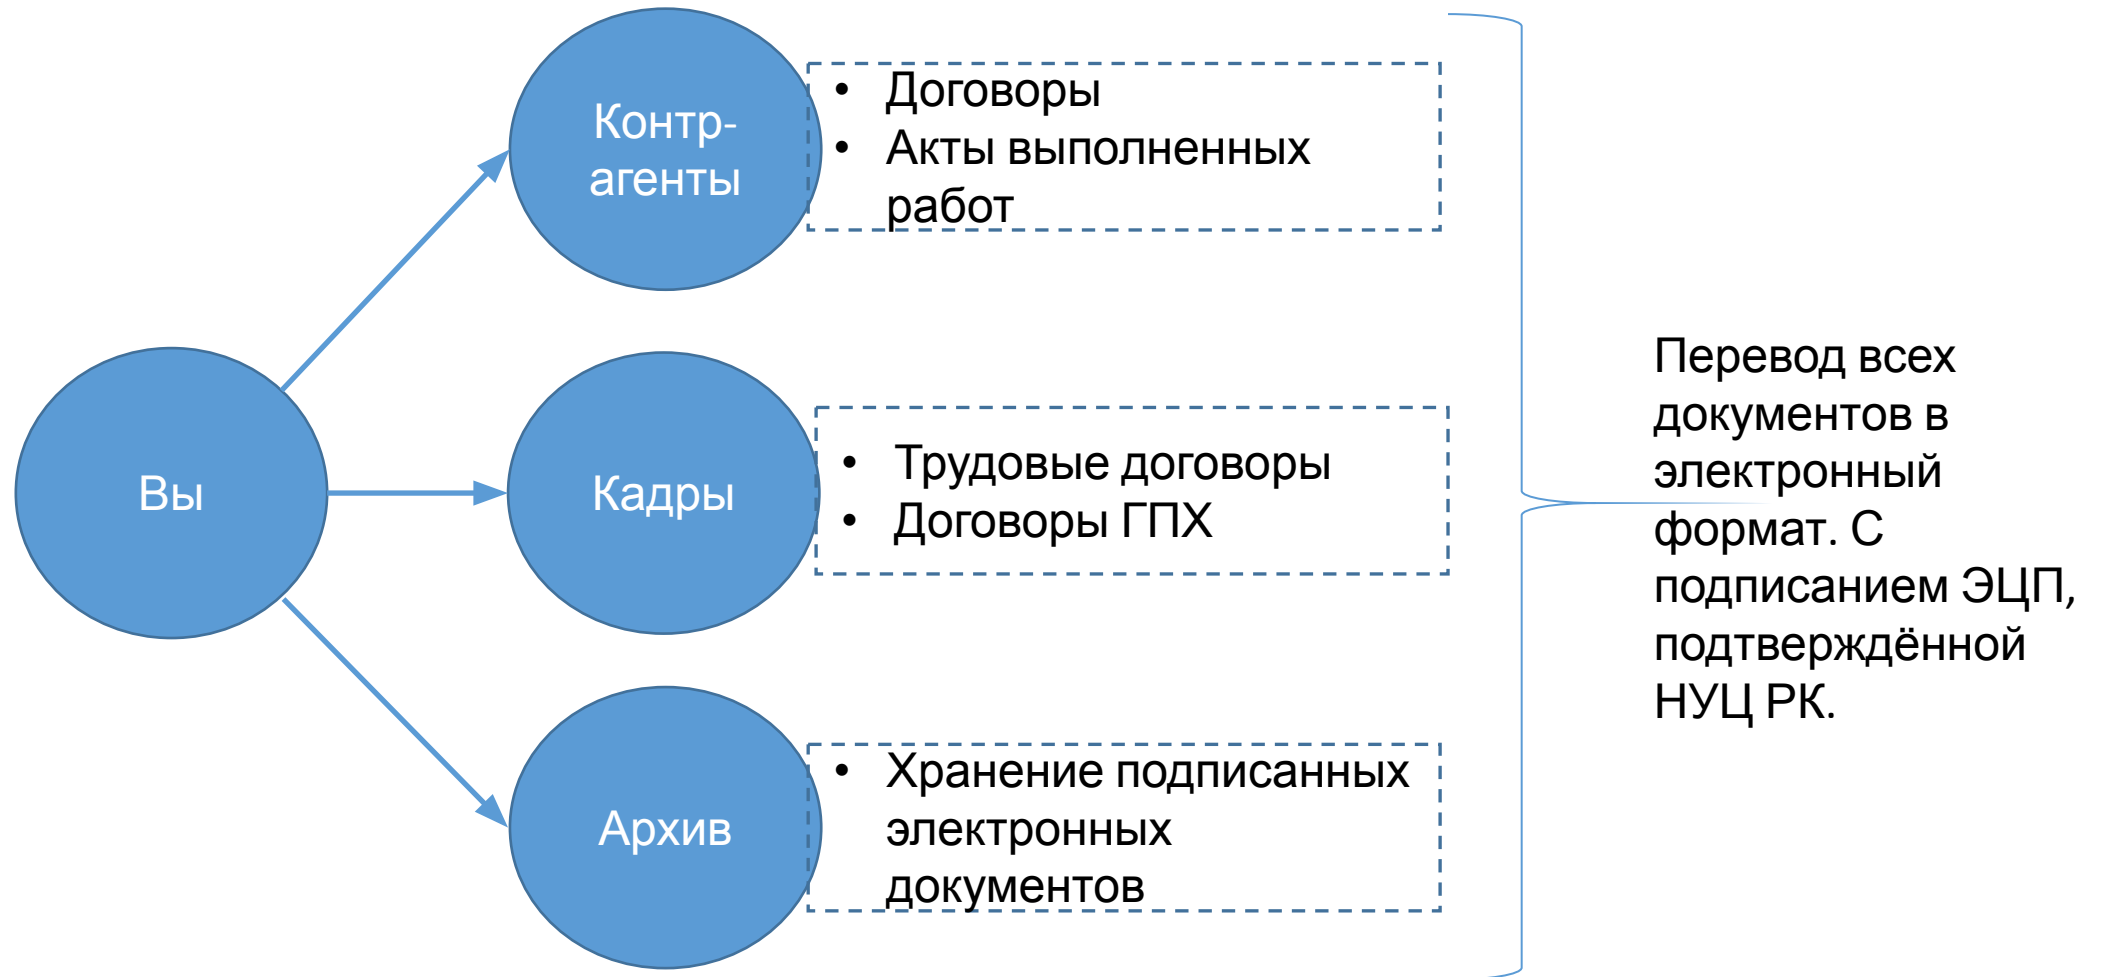 Контр-
агенты
• Договоры
• Акты выполненных
работ
Вы
Кадры
• Трудовые договоры
• Договоры ГПХ
Архив
• Хранение подписанных
электронных
документов
Перевод всех
документов в
электронный
формат. С
подписанием ЭЦП,
подтверждённой
НУЦ РК.